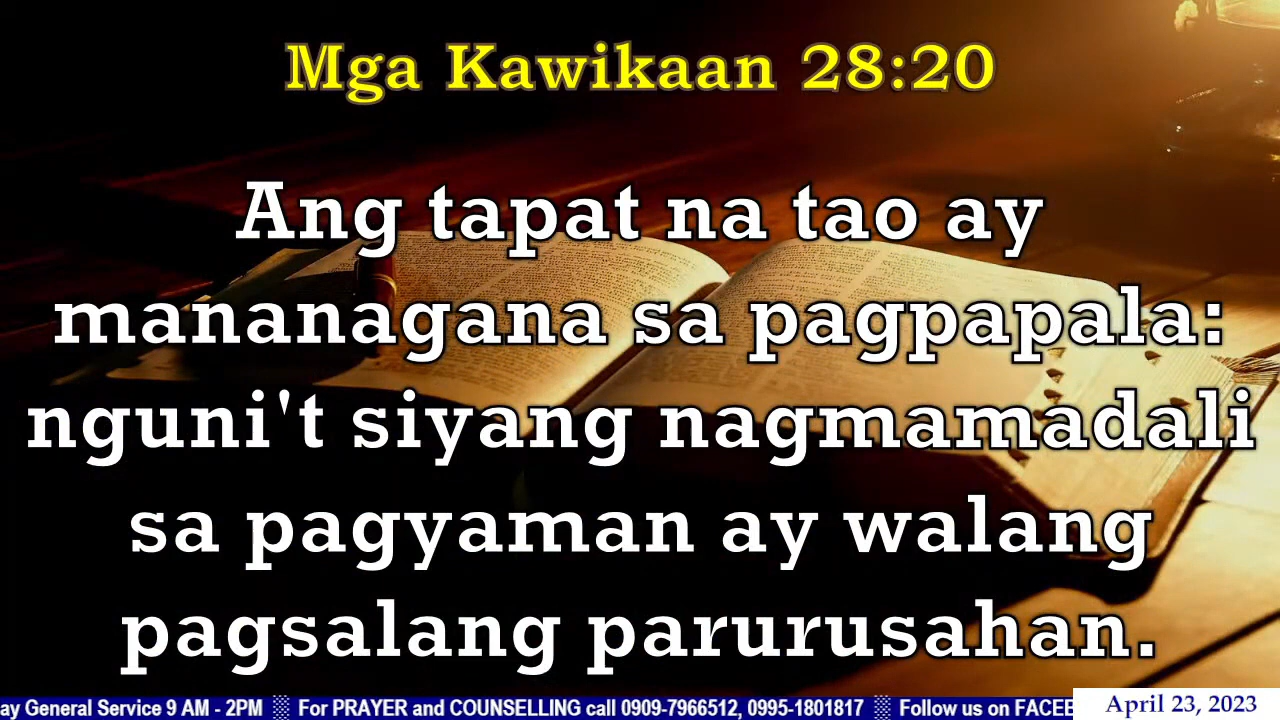 Mga Kawikaan 28:20
Ang tapat na tao ay
mananagana sa pagpapala:
nguni't siyang nagmamadali
sa pagyaman ay walang
pagsalang parurusahan.
ay General Service 9 AM - 2PM ░ For PRAYER and COUNSELLING call 0909-7966512, 0995-1801817 ░ Follow us on FACEB
April 23, 2023